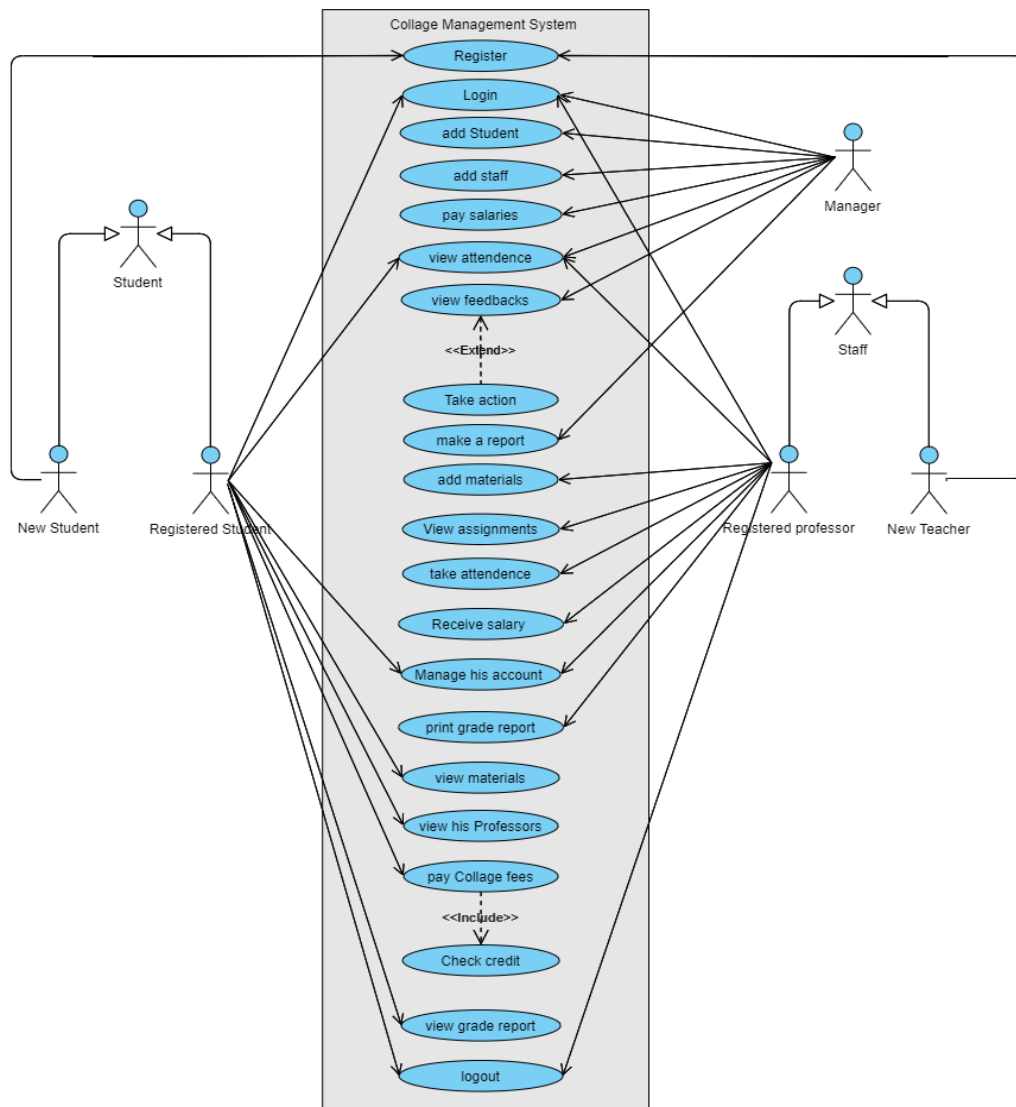 Collage Management System
Register
Login
add Student
add staff
pay salaries
view attendence
view feedbacks
<<Extend>>
Take action
make a report
add materials
View assignments
take attendence
Receive salary
Manage his account
print grade report
view materials
view his Professors
pay Collage fees
<<Include>>
Check credit
view grade report
logout
Student
New Student
Registered Student
Manager
Staff
Registered professor
New Teacher